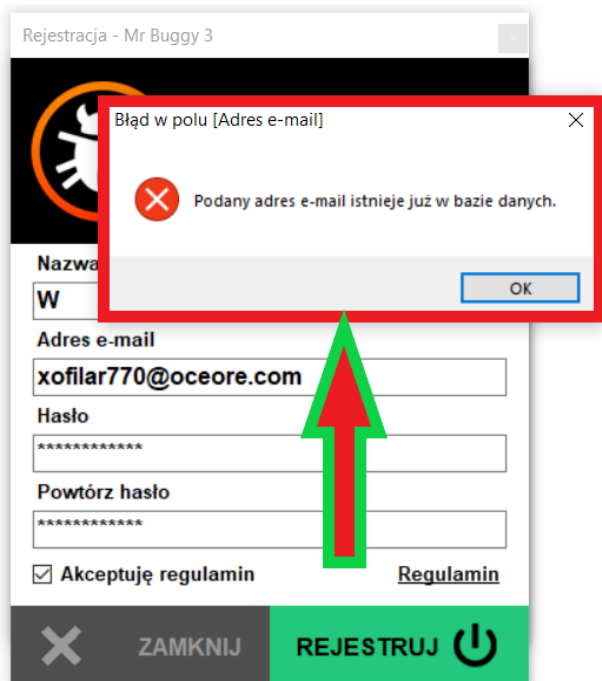 Rejestracja - Mr Buggy 3
Błąd w polu [Adres e-mail]
Podany adres e-mail istnieje już w bazie danych.
OK
Nazwa
W
Adres e-mail
xofilar770@oceore.com
Hasło
************
Powtórz hasło
************
Akceptuję regulamin
Regulamin
ZAMKNIJ
REJESTRUJ